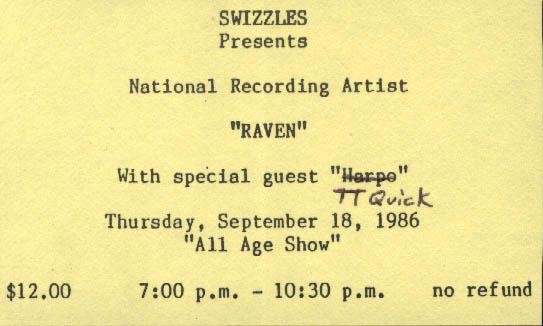 SWIZZLES
Presents
National Recording Artist
"RAVEN"
With special guest "Harpo"
TT Quick
Thursday, September 18, 1986
"All Age Show"
$12.00 7:00 p.m. - 10:30 p.m. no refund